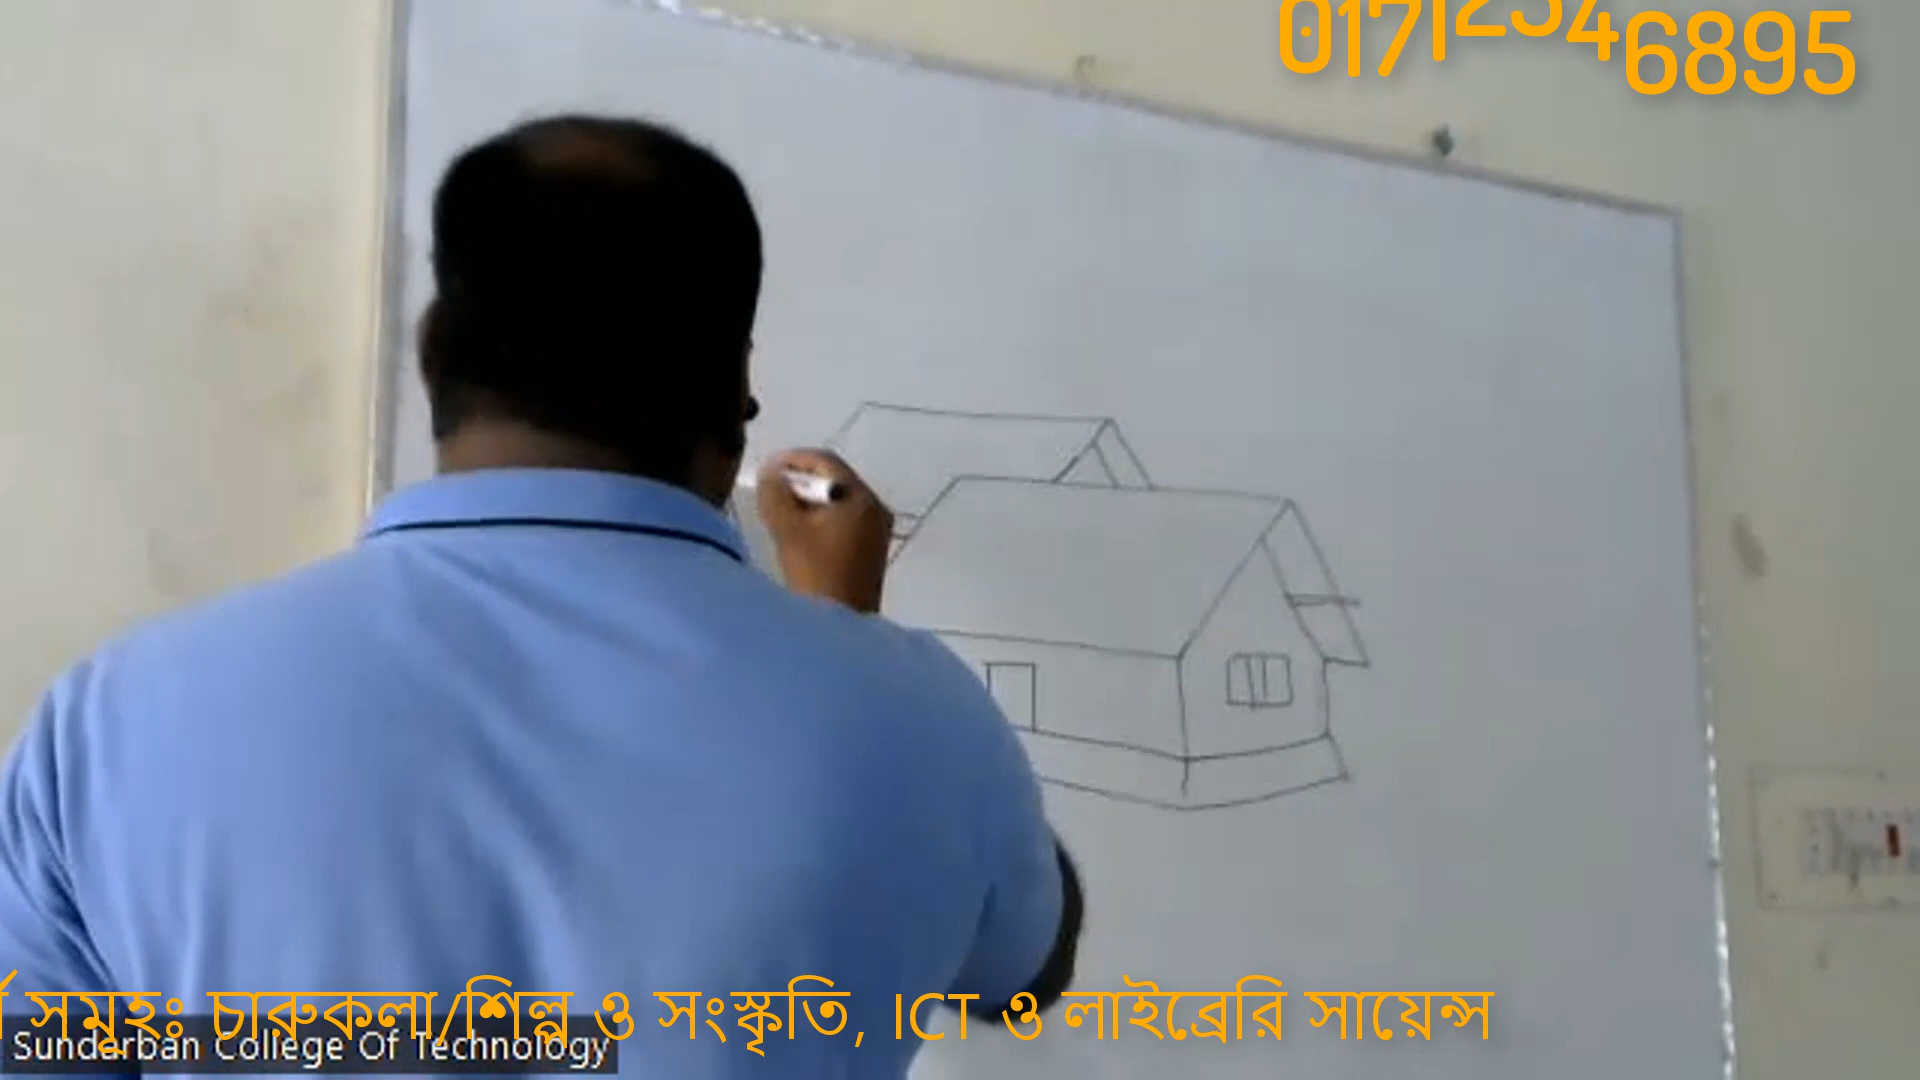 01712346895
র্স সমূহঃ চারুকলা/শিল্প ও সংস্কৃতি, ICT ও লাইব্রেরি সায়েন্স
Sundarban College Of Technology